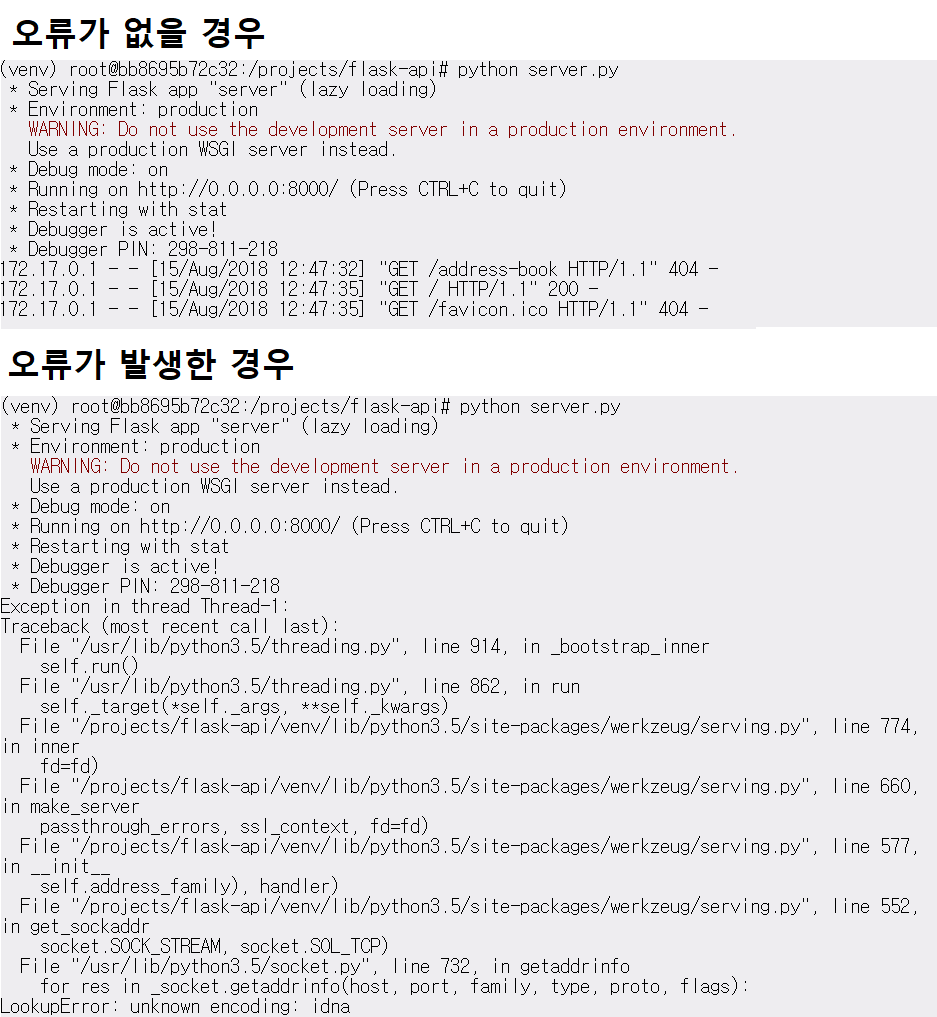 오류가 없을 경우
(venv) root@bb8695b72c32:/projects/flask-api# python server.py
 * Serving Flask app "server" (lazy loading)
 * Environment: production
   WARNING: Do not use the development server in a production environment.
   Use a production WSGI server instead.
 * Debug mode: on
 * Running on http://0.0.0.0:8000/ (Press CTRL+C to quit)
 * Restarting with stat
 * Debugger is active!
 * Debugger PIN: 298-811-218
172.17.0.1 - - [15/Aug/2018 12:47:32] "GET /address-book HTTP/1.1" 404 -
172.17.0.1 - - [15/Aug/2018 12:47:35] "GET / HTTP/1.1" 200 -
172.17.0.1 - - [15/Aug/2018 12:47:35] "GET /favicon.ico HTTP/1.1" 404 -
오류가 발생한 경우
(venv) root@bb8695b72c32:/projects/flask-api# python server.py
 * Serving Flask app "server" (lazy loading)
 * Environment: production
   WARNING: Do not use the development server in a production environment.
   Use a production WSGI server instead.
 * Debug mode: on
 * Running on http://0.0.0.0:8000/ (Press CTRL+C to quit)
 * Restarting with stat
 * Debugger is active!
 * Debugger PIN: 298-811-218
Exception in thread Thread-1:
Traceback (most recent call last):
  File "/usr/lib/python3.5/threading.py", line 914, in _bootstrap_inner
    self.run()
  File "/usr/lib/python3.5/threading.py", line 862, in run
    self._target(*self._args, **self._kwargs)
  File "/projects/flask-api/venv/lib/python3.5/site-packages/werkzeug/serving.py", line 774,
in inner
    fd=fd)
  File "/projects/flask-api/venv/lib/python3.5/site-packages/werkzeug/serving.py", line 660,
in make_server
    passthrough_errors, ssl_context, fd=fd)
  File "/projects/flask-api/venv/lib/python3.5/site-packages/werkzeug/serving.py", line 577,
in __init__
    self.address_family), handler)
  File "/projects/flask-api/venv/lib/python3.5/site-packages/werkzeug/serving.py", line 552,
in get_sockaddr
    socket.SOCK_STREAM, socket.SOL_TCP)
  File "/usr/lib/python3.5/socket.py", line 732, in getaddrinfo
    for res in _socket.getaddrinfo(host, port, family, type, proto, flags):
LookupError: unknown encoding: idna